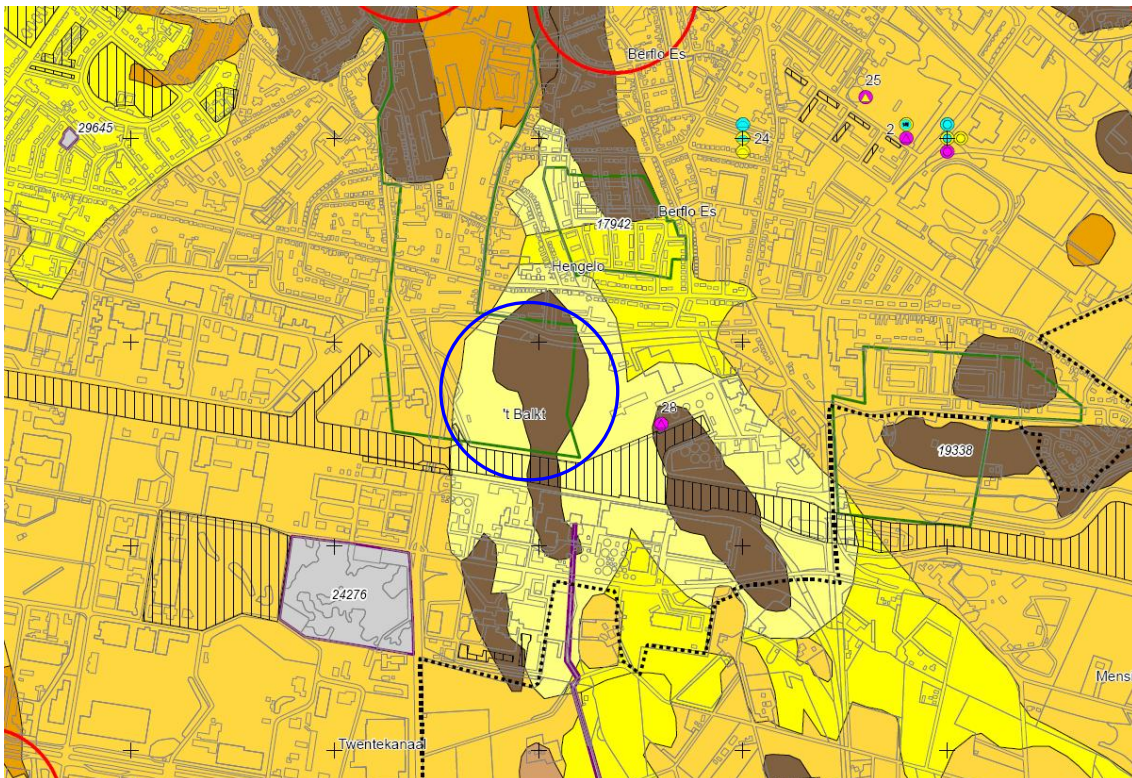 Berflo Es
25
29645
2
24
Berflo Es
17942
Hengelo
't Balkt
28
19338
24276
Mens
Twentekanaal